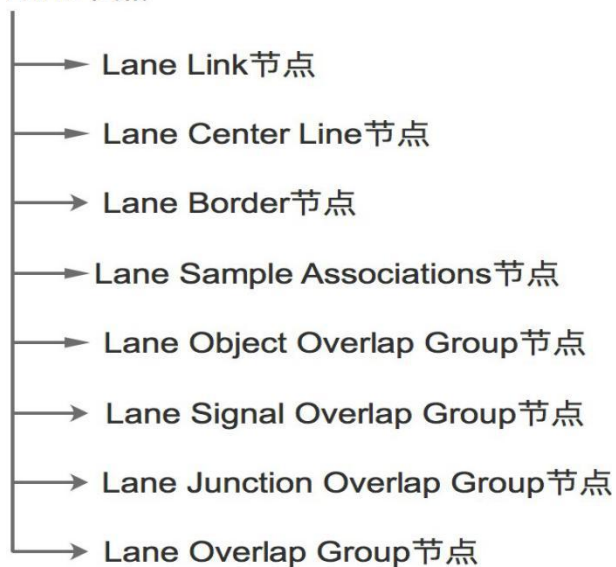 Lane Link节点
Lane Center Line节点
Lane Border节点
Lane Sample Associations节点
Lane Object Overlap Group节点
Lane Signal Overlap Group节点
Lane Junction Overlap Group节点
Lane Overlap Group节点